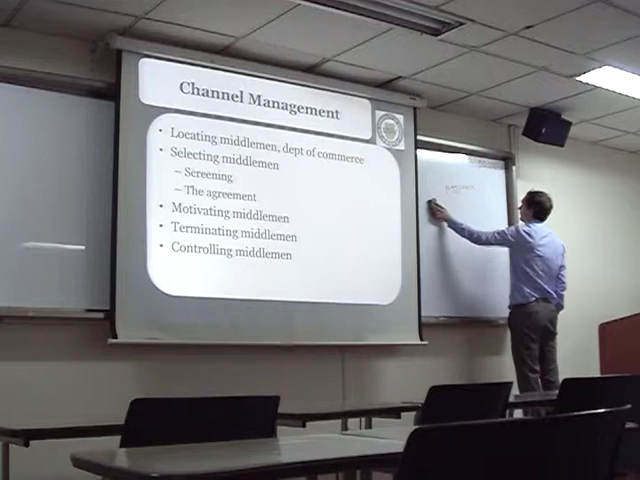 Channel Management
• Locating middlemen, dept of commerce
• Selecting middlemen
– Screening
– The agreement
• Motivating middlemen
• Terminating middlemen
• Controlling middlemen